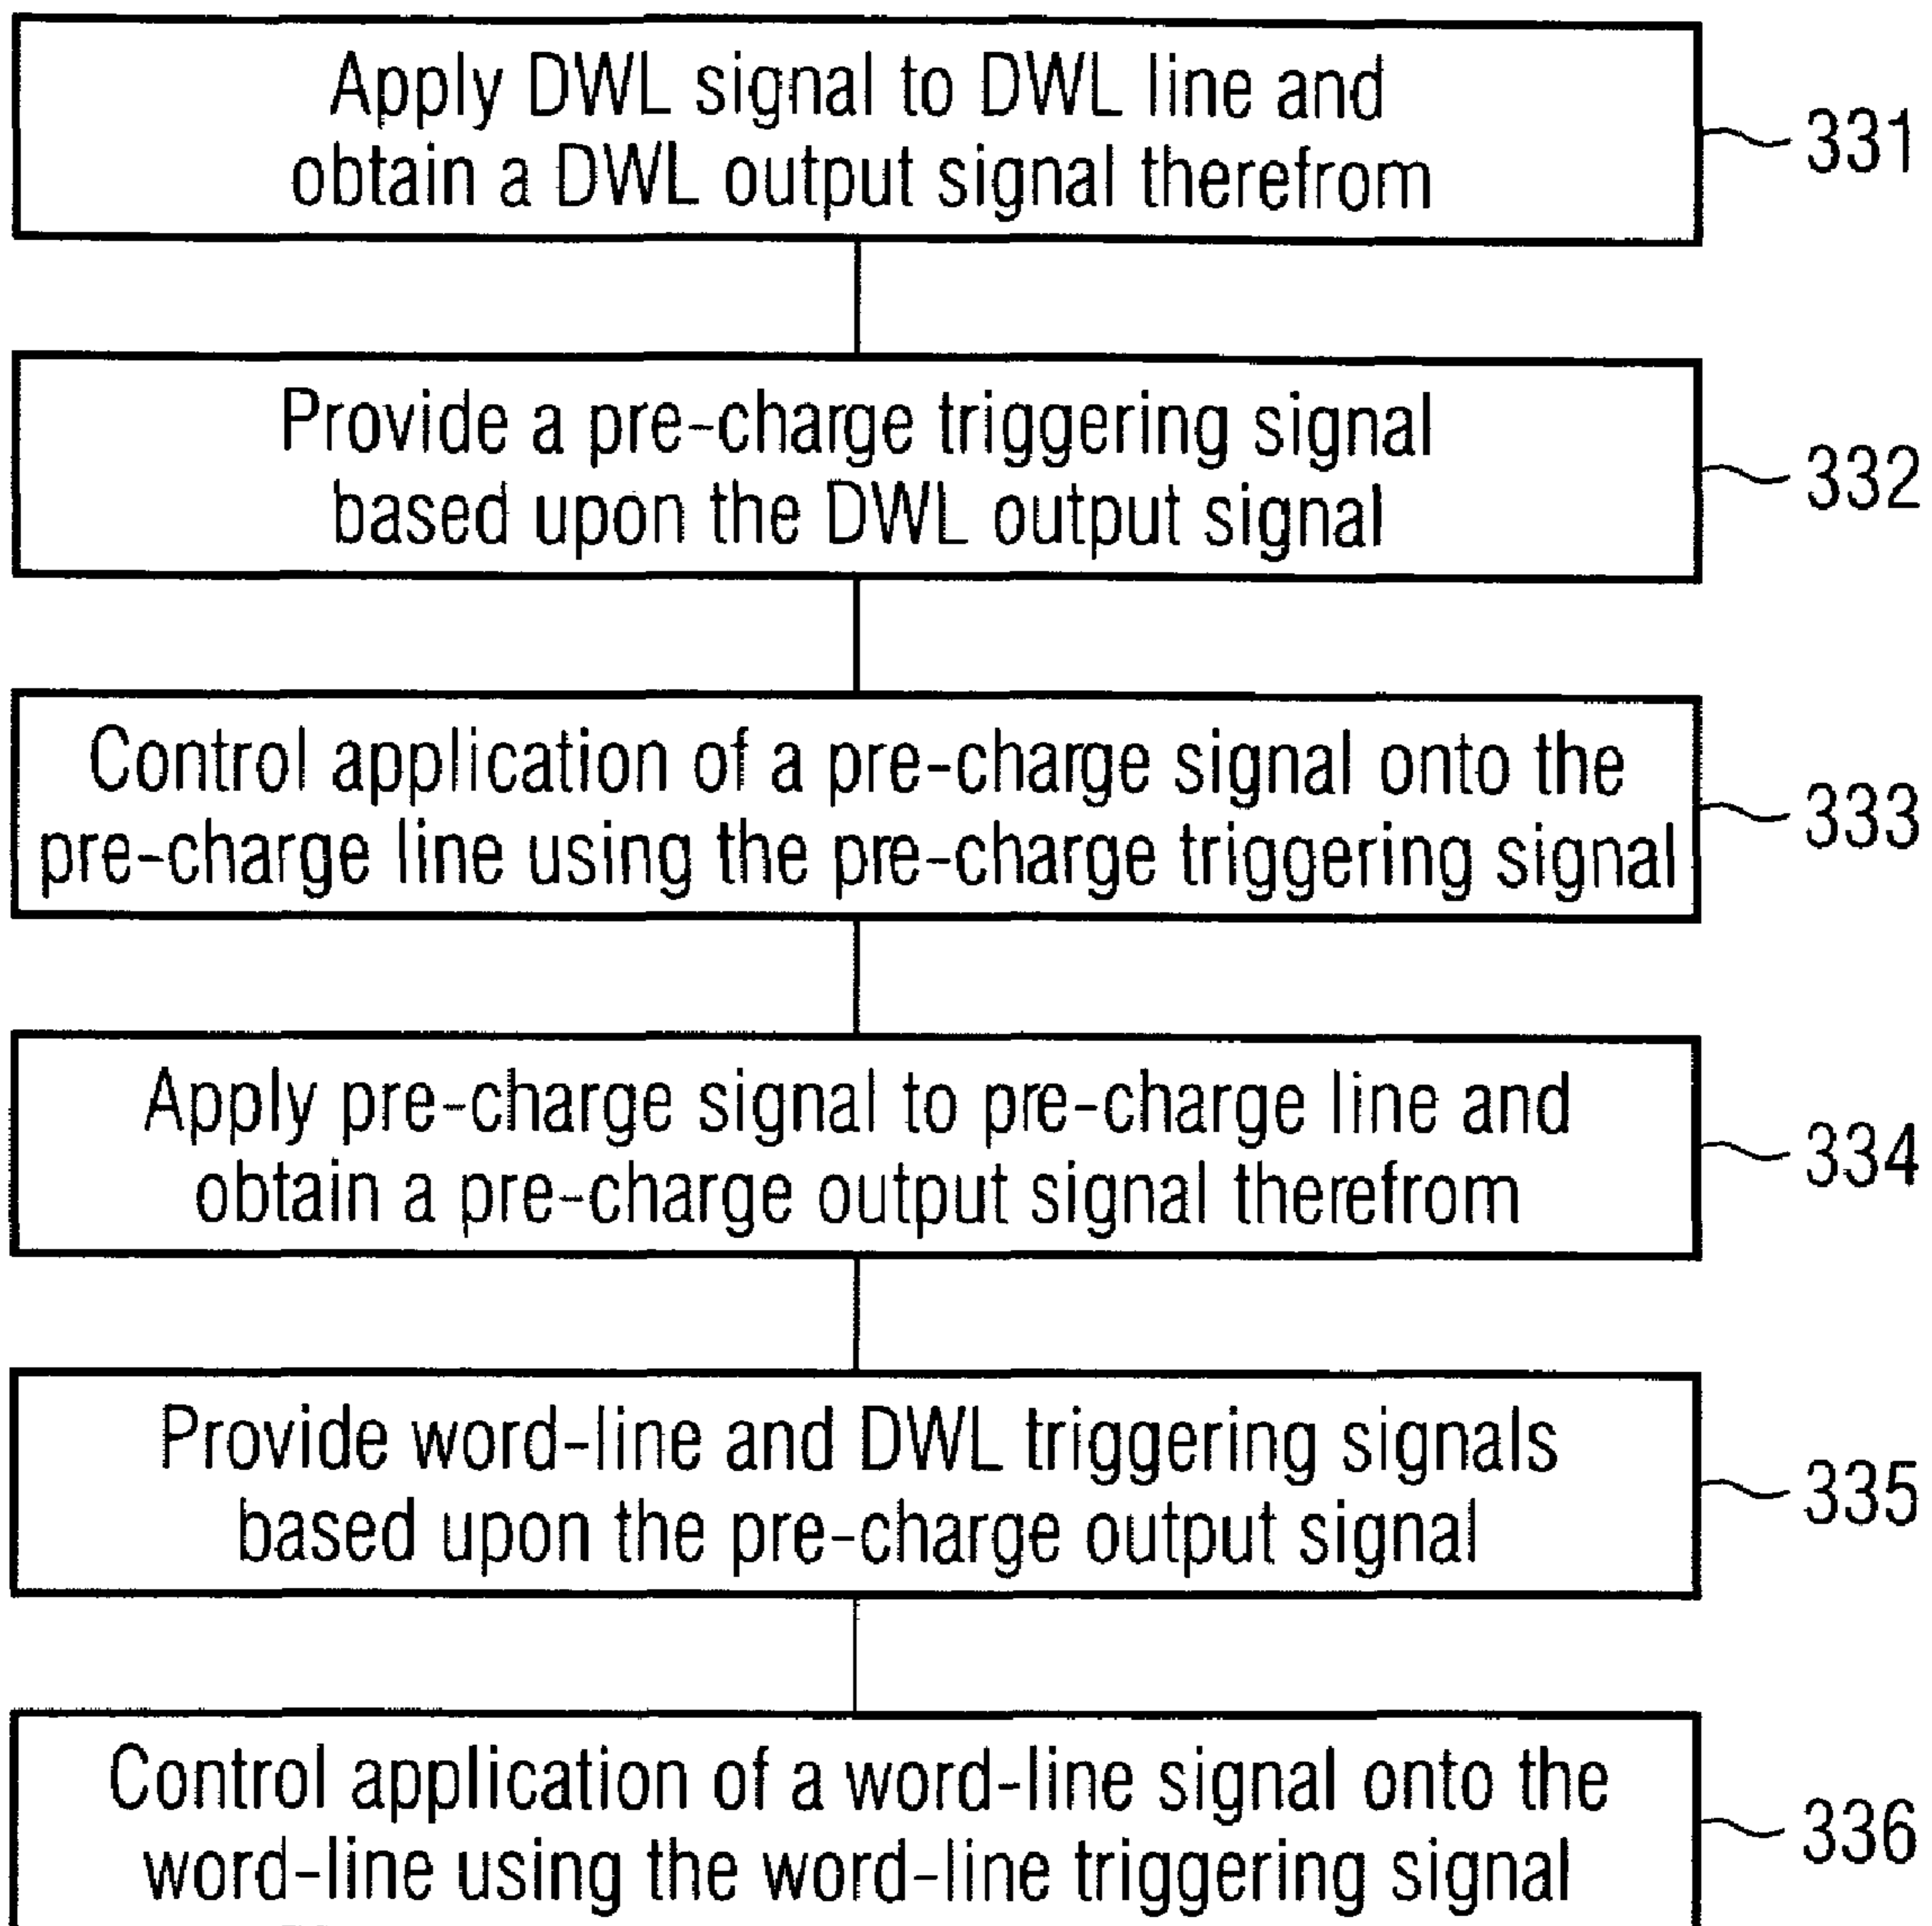 Apply DWL signal to DWL line and
obtain a DWL output signal therefrom
331
Provide a pre-charge triggering signal
based upon the DWL output signal
332
Control application of a pre-charge signal onto the
pre-charge line using the pre-charge triggering signal
333
Apply pre-charge signal to pre-charge line and
obtain a pre-charge output signal therefrom
334
Provide word-line and DWL triggering signals
based upon the pre-charge output signal
335
Control application of a word-line signal onto the
word-line using the word-line triggering signal
336